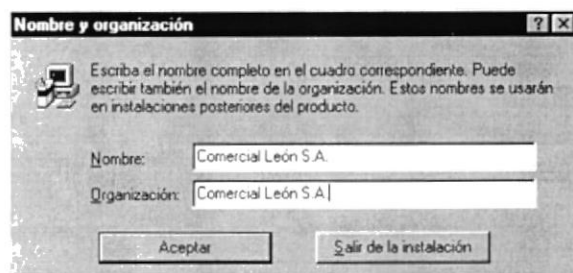 Nombre y organización
Escriba el nombre completo en el cuadro correspondiente. Puede
escribir también el nombre de la organización. Estos nombres se usarán
en instalaciones posteriores del producto.
Nombre: Comercial León S.A.
Organización: Comercial León S.A
Aceptar Salir de la instalación